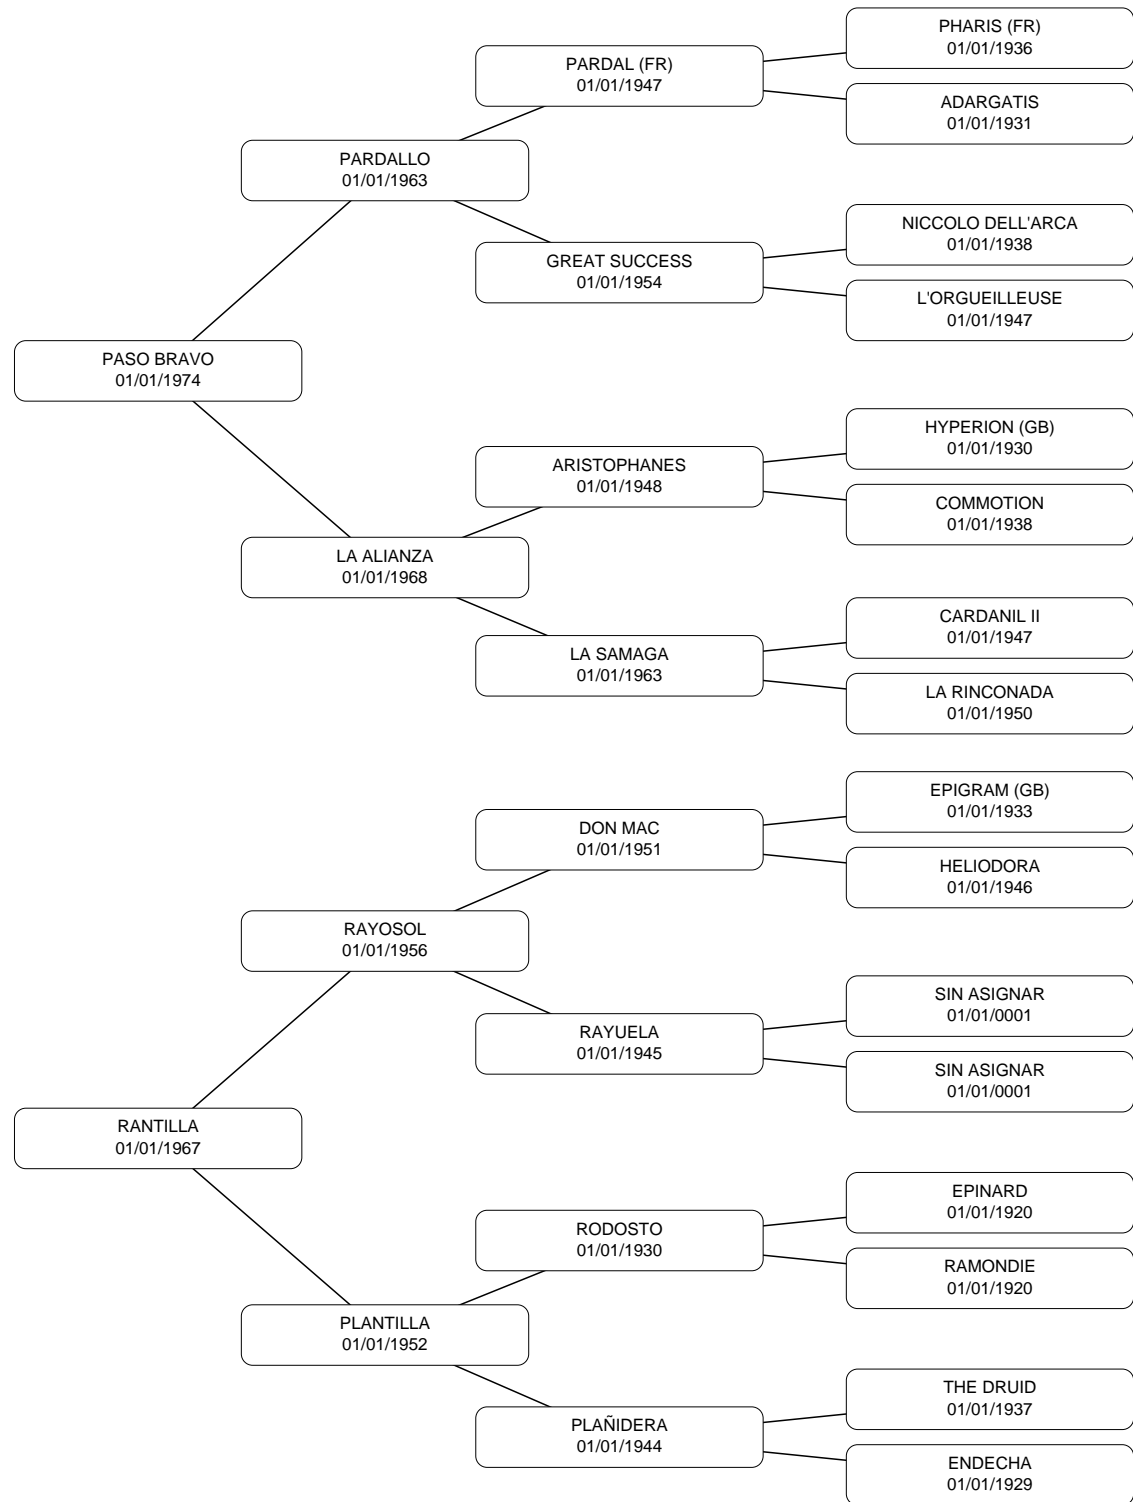 PHARIS (FR)
01/01/1936
PARDAL (FR)
01/01/1947
ADARGATIS
01/01/1931
PARDALLO
01/01/1963
NICCOLO DELL'ARCA
01/01/1938
GREAT SUCCESS
01/01/1954
L'ORGUEILLEUSE
01/01/1947
PASO BRAVO
01/01/1974
HYPERION (GB)
01/01/1930
ARISTOPHANES
01/01/1948
COMMOTION
01/01/1938
LA ALIANZA
01/01/1968
CARDANIL II
01/01/1947
LA SAMAGA
01/01/1963
LA RINCONADA
01/01/1950
EPIGRAM (GB)
01/01/1933
DON MAC
01/01/1951
HELIODORA
01/01/1946
RAYOSOL
01/01/1956
SIN ASIGNAR
01/01/0001
RAYUELA
01/01/1945
SIN ASIGNAR
01/01/0001
RANTILLA
01/01/1967
EPINARD
01/01/1920
RODOSTO
01/01/1930
RAMONDIE
01/01/1920
PLANTILLA
01/01/1952
THE DRUID
01/01/1937
PLAÑIDERA
01/01/1944
ENDECHA
01/01/1929